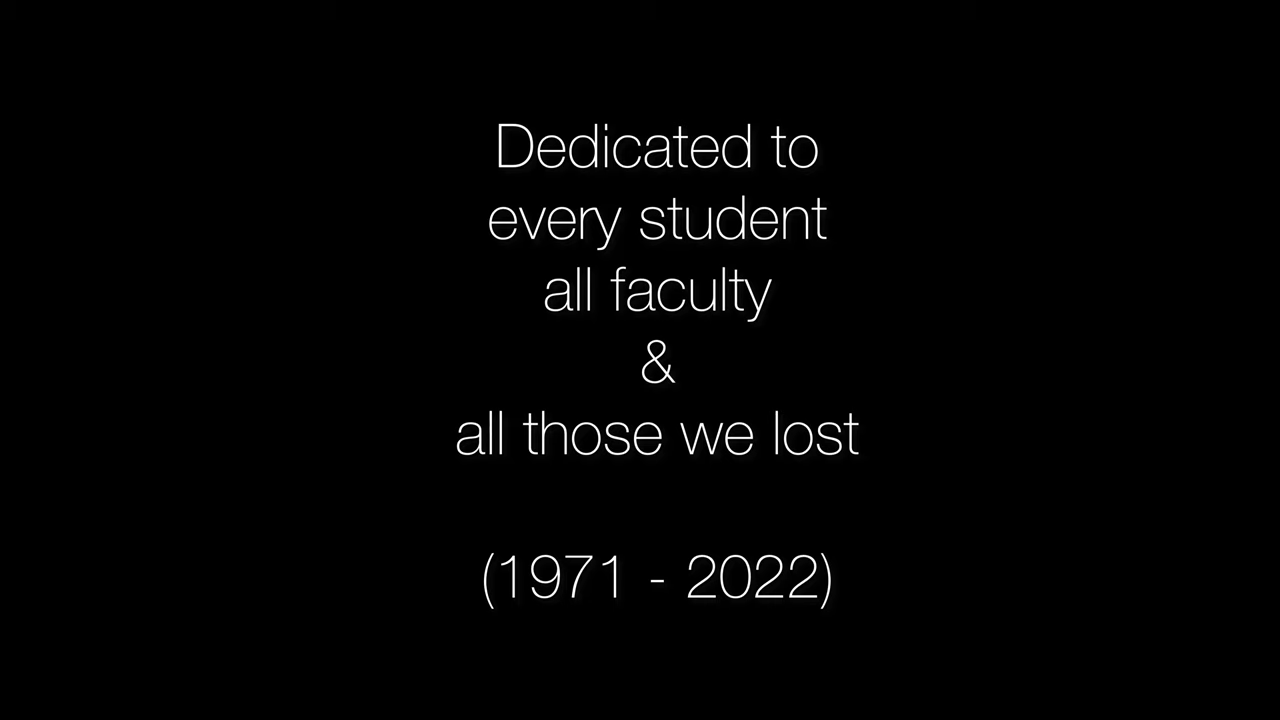 Dedicated to
every student
all faculty
&
all those we lost
(1971 - 2022)